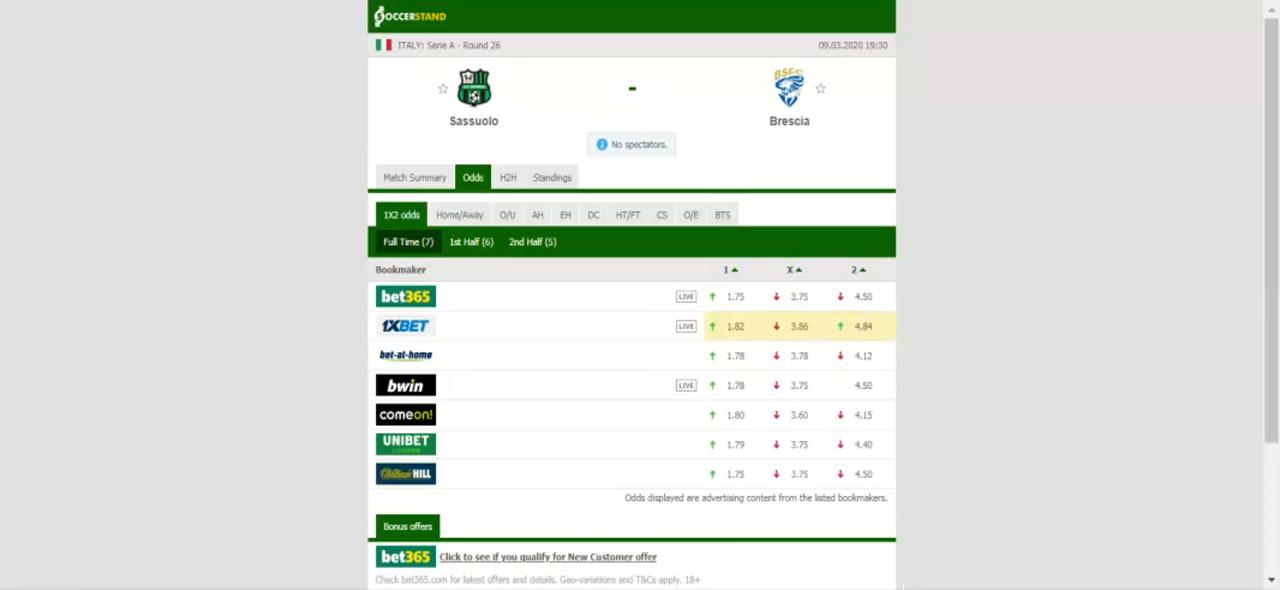 SOCCERSTAND
ITALY: Serie A - Round 26 09.03.2020 19:30
BSFC
-
Sassuolo Brescia
No spectators.
Match Summary Odds H2H Standings
1X2 odds Home/Away O/U AH EH DC HT/FT CS O/E BTS
Full Time (7) 1st Half (6) 2nd Half (5)
Bookmaker 1 X 2
bet365 LIVE 1.75 3.75 4.50
1XBET LIVE 1.82 3.86 4.84
bet-at-home 1.78 3.78 4.12
bwin LIVE 1.78 3.75 4.50
comeon! 1.80 3.60 4.15
UNIBET 1.79 3.75 4.40
William HILL 1.75 3.75 4.50
Odds displayed are advertising content from the listed bookmakers.
Bonus offers
bet365 Click to see if you qualify for New Customer offer
Check bet365.com for latest offers and details. Geo-variations and T&Cs apply. 18+